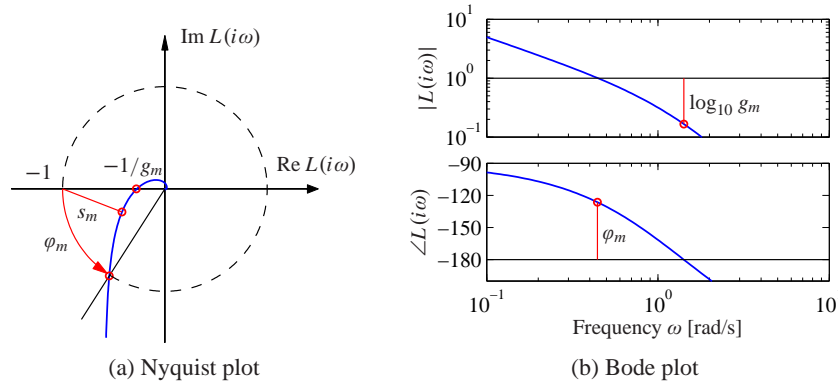 Im L(iω)
Re L(iω)
−1
−1/g_m
s_m
φ_m
(a) Nyquist plot
10^1
10^0
10^−1
|L(iω)|
log_10 g_m
−90
−120
−150
−180
∠L(iω)
φ_m
10^−1
10^0
10
Frequency ω [rad/s]
(b) Bode plot